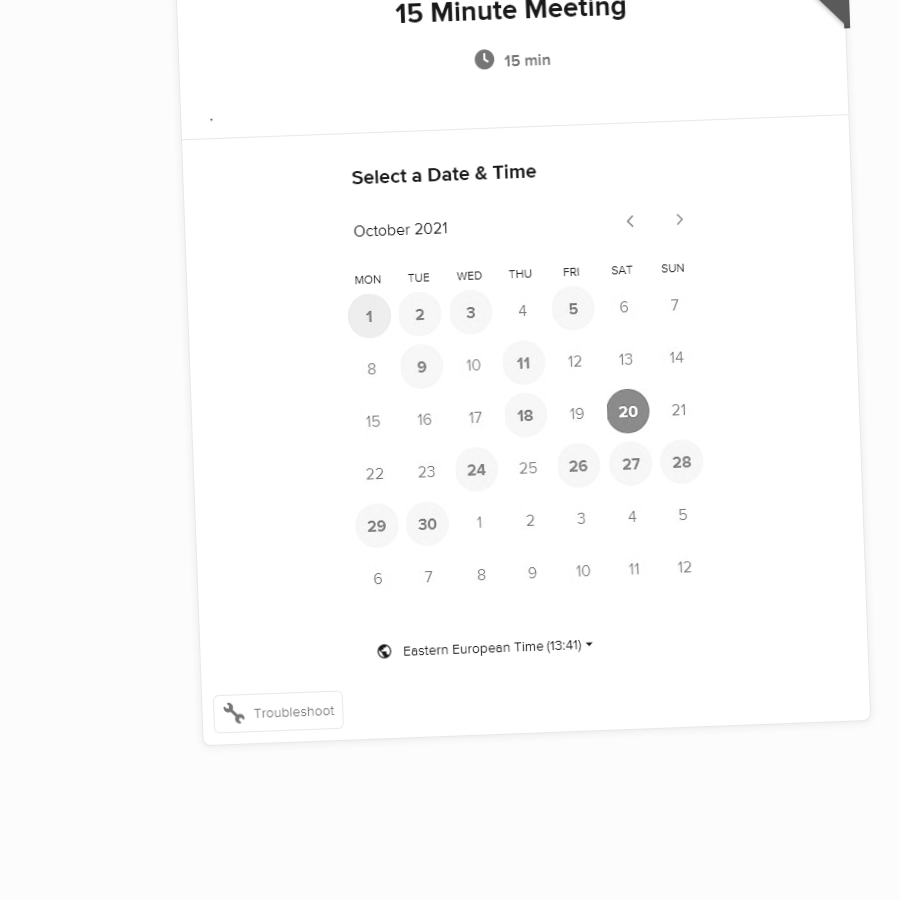 15 Minute Meeting
15 min
.
Select a Date & Time
October 2021
MON TUE WED THU FRI SAT SUN
1 2 3 4 5 6 7
8 9 10 11 12 13 14
15 16 17 18 19 20 21
22 23 24 25 26 27 28
29 30 1 2 3 4 5
6 7 8 9 10 11 12
Eastern European Time (13:41)
Troubleshoot